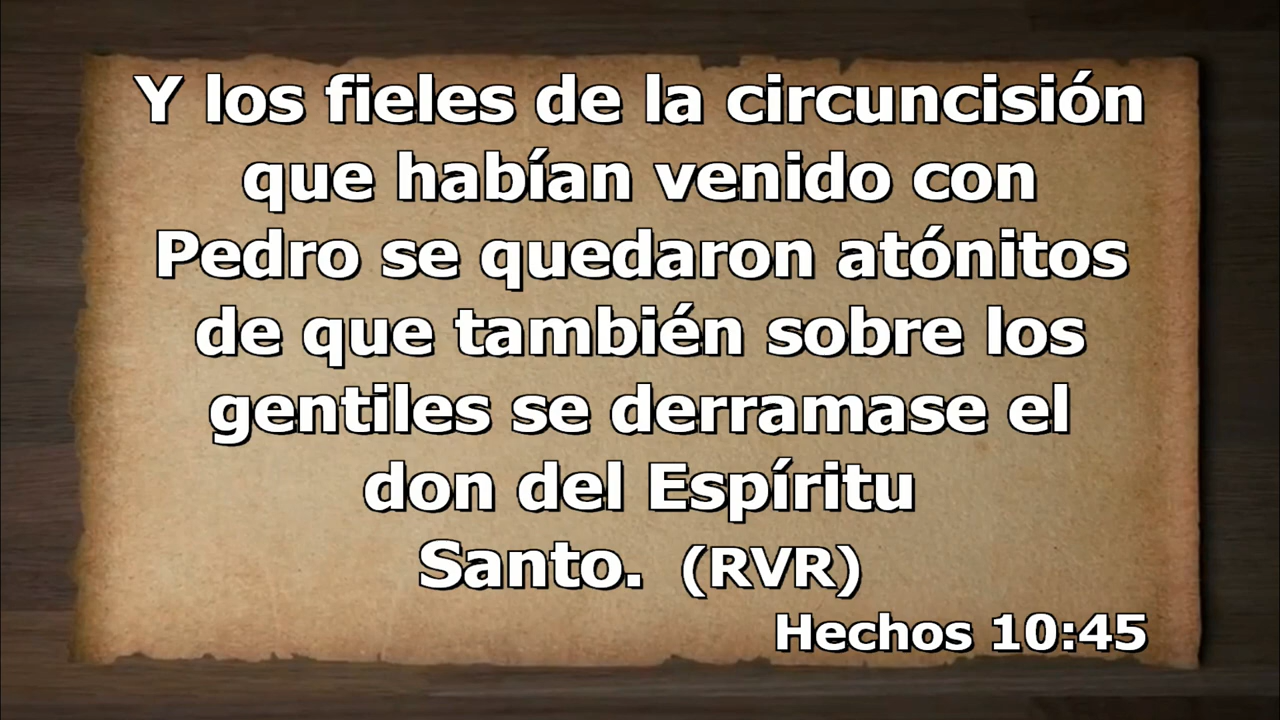 Y los fieles de la circuncisión
que habían venido con
Pedro se quedaron atónitos
de que también sobre los
gentiles se derramase el
don del Espíritu
Santo. (RVR)
Hechos 10:45